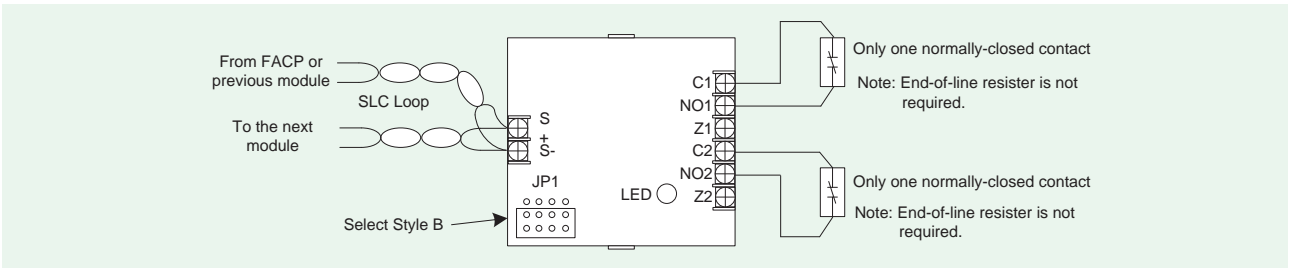 From FACP or
previous module
SLC Loop
To the next
module
S
+
S-
JP1
Select Style B
LED
C1
NO1
Z1
C2
NO2
Z2
Only one normally-closed contact
Note: End-of-line resister is not
required.
Only one normally-closed contact
Note: End-of-line resister is not
required.